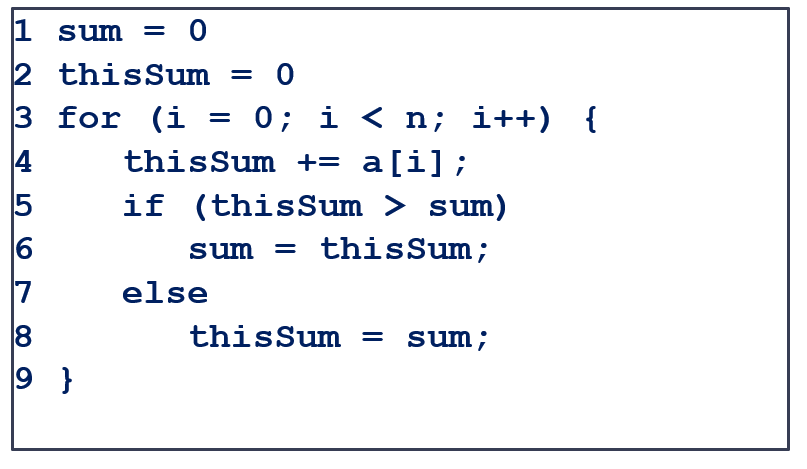 1 sum = 0
2 thisSum = 0
3 for (i = 0; i < n; i++) {
4    thisSum += a[i];
5    if (thisSum > sum)
6       sum = thisSum;
7    else
8       thisSum = sum;
9 }